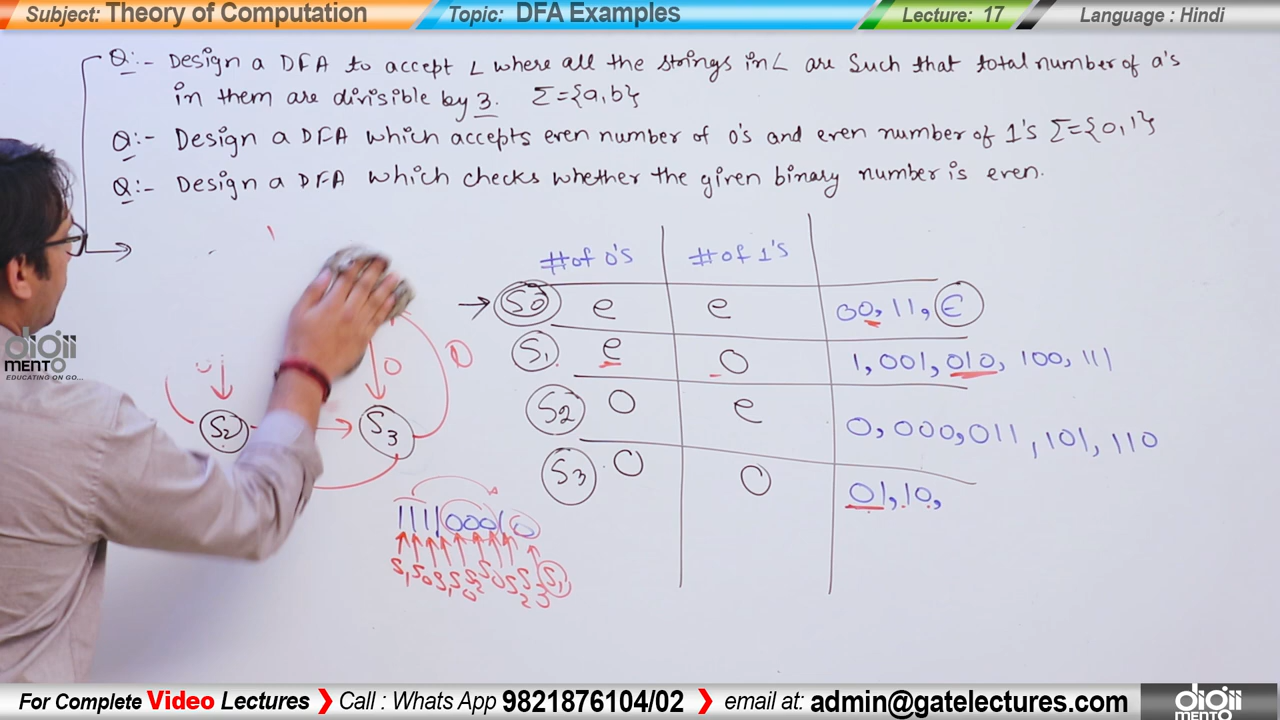 Subject: Theory of Computation Topic: DFA Examples Lecture: 17 Language : Hindi
Q:- Design a DFA to accept L where all the strings in L are such that total number of a's
in them are divisible by 3. Σ={a,b}
Q:- Design a DFA which accepts even number of 0's and even number of 1's Σ={0,1}
Q:- Design a DFA which checks whether the given binary number is even.
#of 0's #of 1's
S0 e e 00, 11, ϵ
S1 e O 1, 001, 010, 100, 111
S2 O e 0, 000, 011, 101, 110
S3 O O 01, 10,
0 1
S2 S3
1111000
digii
MENTO
EDUCATING ON GO...
For Complete Video Lectures ❯ Call : Whats App 9821876104/02 ❯ email at: admin@gatelectures.com
digii
MENTO